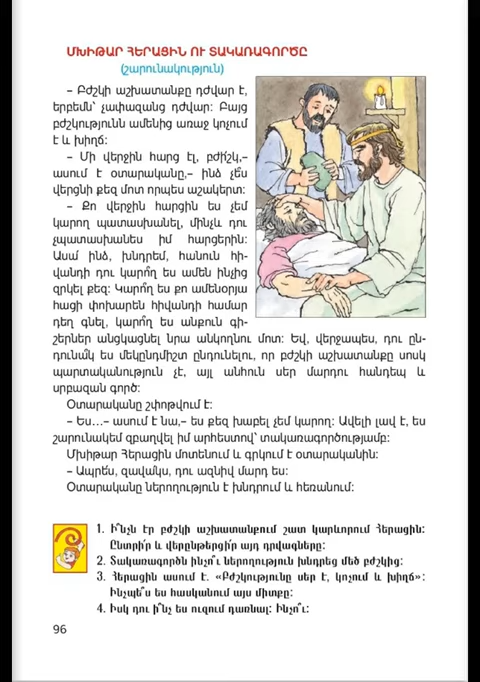 ՄԽԻԹԱՐ ՀԵՐԱՑԻՆ ՈՒ ՏԱԿԱՌԱԳՈՐԾԸ
(շարունակություն)
– Բժշկի աշխատանքը դժվար է,
երբեմն՝ չափազանց դժվար։ Բայց
բժշկությունն ամենից առաջ կոչում
է և խիղճ։
– Մի վերջին հարց էլ, բժի՛շկ,–
ասում է օտարականը,– ինձ չե՞ս
վերցնի քեզ մոտ որպես աշակերտ։
– Քո վերջին հարցին ես չեմ
կարող պատասխանել, մինչև դու
չպատասխանես իմ հարցերին։
Ասա՛ ինձ, խնդրեմ, հանուն հի-
վանդի դու կարո՞ղ ես ամեն ինչից
զրկել քեզ։ Կարո՞ղ ես քո ամենօրյա
հացի փոխարեն հիվանդի համար
դեղ գնել, կարո՞ղ ես անքուն գի-
շերներ անցկացնել նրա անկողնու մոտ։ Եվ, վերջապես, դու ըն-
դունա՞կ ես մեկընդմիշտ ընդունելու, որ բժշկի աշխատանքը սոսկ
պարտականություն չէ, այլ անհուն սեր մարդու հանդեպ և
սրբազան գործ։
Օտարականը շփոթվում է։
– Ես...– ասում է նա,– ես քեզ խաբել չեմ կարող։ Ավելի լավ է, ես
շարունակեմ զբաղվել իմ արհեստով՝ տակառագործությամբ։
Մխիթար Հերացին մոտենում և գրկում է օտարականին։
– Ապրե՛ս, զավակս, դու ազնիվ մարդ ես։
Օտարականը ներողություն է խնդրում և հեռանում։
1. Ի՞նչն էր բժշկի աշխատանքում շատ կարևորում Հերացին։
Ընտրի՛ր և վերընթերցի՛ր այդ դրվագները։
2. Տակառագործն ինչո՞ւ ներողություն խնդրեց մեծ բժշկից։
3. Հերացին ասում է. «Բժշկությունը սեր է, կոչում և խիղճ»։
Ինչպե՞ս ես հասկանում այս միտքը։
4. Իսկ դու ի՞նչ ես ուզում դառնալ։ Ինչո՞ւ։
96